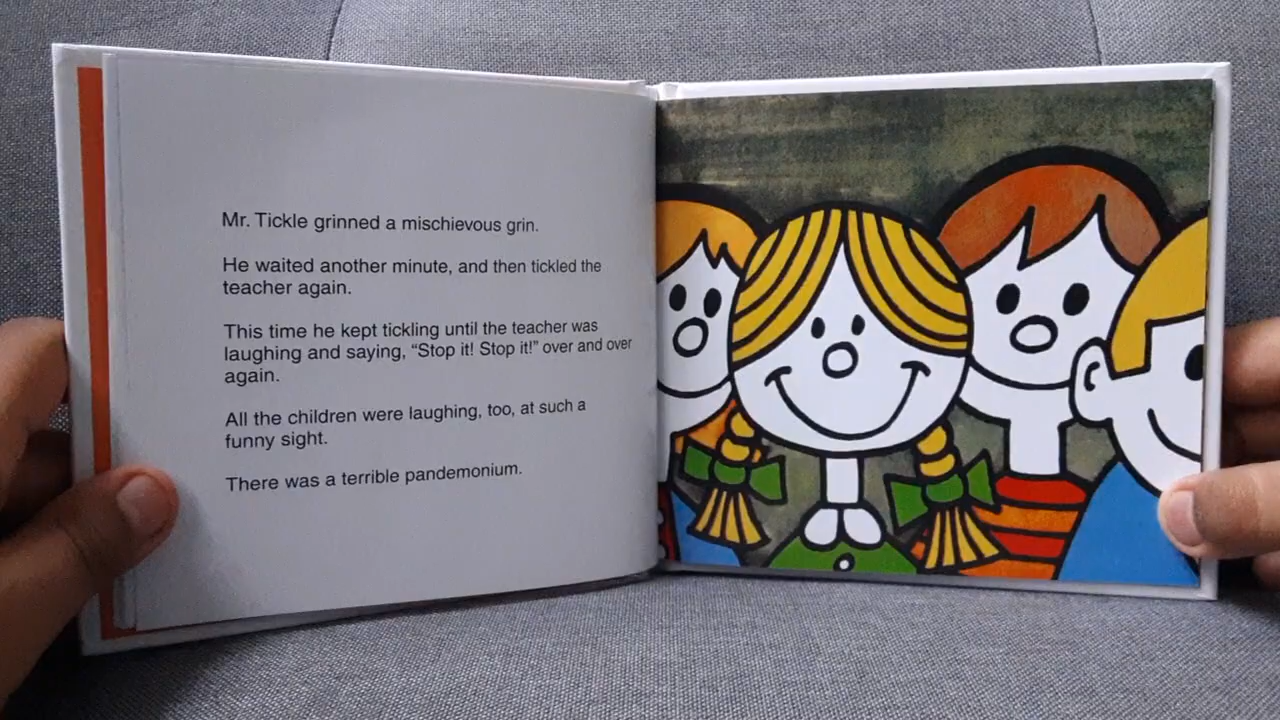 Mr. Tickle grinned a mischievous grin.
He waited another minute, and then tickled the
teacher again.
This time he kept tickling until the teacher was
laughing and saying, “Stop it! Stop it!” over and over
again.
All the children were laughing, too, at such a
funny sight.
There was a terrible pandemonium.